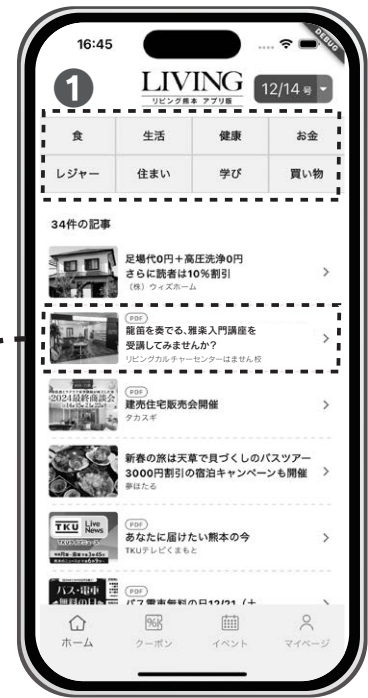 16:45
DEBUG
1
LIVING
リビング熊本 アプリ版
12/14 号
食 生活 健康 お金
レジャー 住まい 学び 買い物
34件の記事
足場代0円+高圧洗浄0円
さらに読者は10%割引
(株)ウィズホーム
PDF
龍笛を奏でる、雅楽入門講座を
受講してみませんか?
リビングカルチャーセンターはません校
2024最終商談会
PDF
建売住宅販売会開催
タカスギ
新春の旅は天草で貝づくしのバスツアー
3000円割引の宿泊キャンペーンも開催
夢ほたる
TKU Live News
PDF
あなたに届けたい熊本の今
TKUテレビくまもと
バス・電車
無料の日
PDF
バス電車無料の日12/21(土
ホーム クーポン イベント マイページ